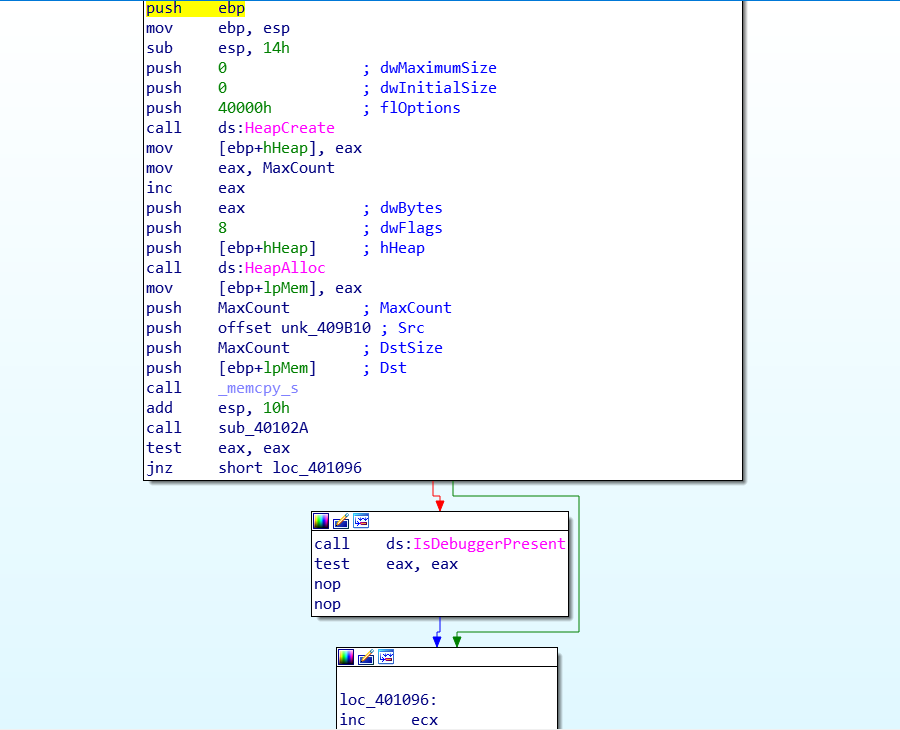 push ebp
mov ebp, esp
sub esp, 14h
push 0 ; dwMaximumSize
push 0 ; dwInitialSize
push 40000h ; flOptions
call ds:HeapCreate
mov [ebp+hHeap], eax
mov eax, MaxCount
inc eax
push eax ; dwBytes
push 8 ; dwFlags
push [ebp+hHeap] ; hHeap
call ds:HeapAlloc
mov [ebp+lpMem], eax
push MaxCount ; MaxCount
push offset unk_409B10 ; Src
push MaxCount ; DstSize
push [ebp+lpMem] ; Dst
call _memcpy_s
add esp, 10h
call sub_40102A
test eax, eax
jnz short loc_401096
call ds:IsDebuggerPresent
test eax, eax
nop
nop
loc_401096:
inc ecx